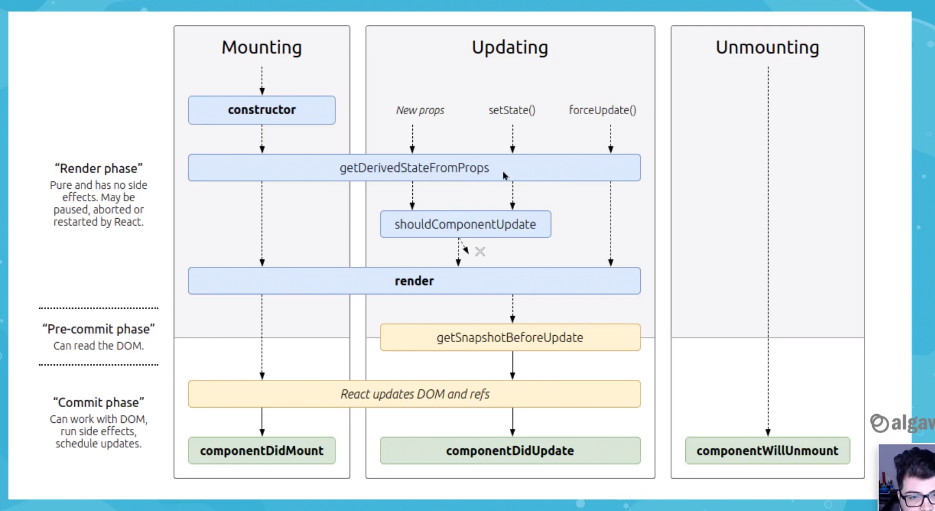 Mounting
Updating
Unmounting
constructor
New props
setState()
forceUpdate()
"Render phase"
Pure and has no side
effects. May be
paused, aborted or
restarted by React.
getDerivedStateFromProps
shouldComponentUpdate
render
"Pre-commit phase"
Can read the DOM.
getSnapshotBeforeUpdate
"Commit phase"
Can work with DOM,
run side effects,
schedule updates.
React updates DOM and refs
componentDidMount
componentDidUpdate
componentWillUnmount